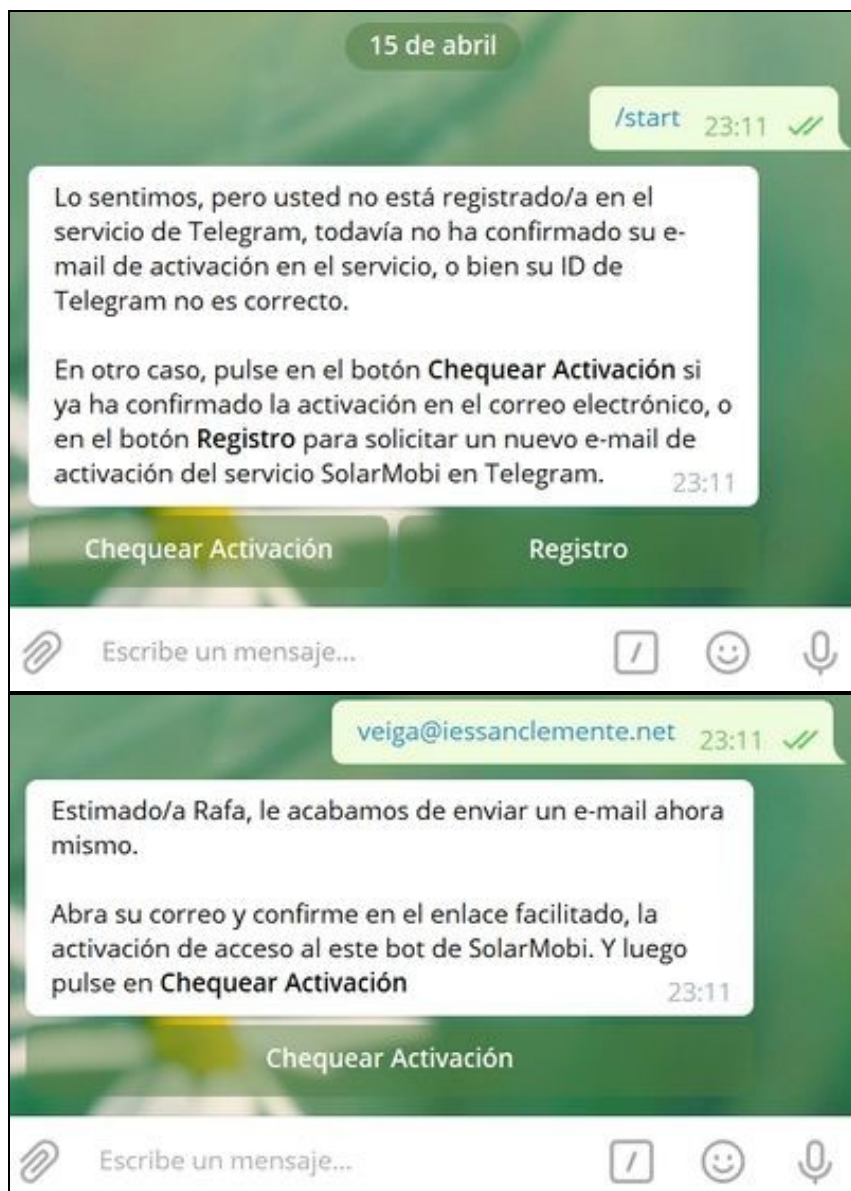 15 de abril
/start 23:11
Lo sentimos, pero usted no está registrado/a en el
servicio de Telegram, todavía no ha confirmado su e-
mail de activación en el servicio, o bien su ID de
Telegram no es correcto.
En otro caso, pulse en el botón Chequear Activación si
ya ha confirmado la activación en el correo electrónico, o
en el botón Registro para solicitar un nuevo e-mail de
activación del servicio SolarMobi en Telegram. 23:11
Chequear Activación Registro
Escribe un mensaje...
veiga@iessanclemente.net 23:11
Estimado/a Rafa, le acabamos de enviar un e-mail ahora
mismo.
Abra su correo y confirme en el enlace facilitado, la
activación de acceso al este bot de SolarMobi. Y luego
pulse en Chequear Activación 23:11
Chequear Activación
Escribe un mensaje...